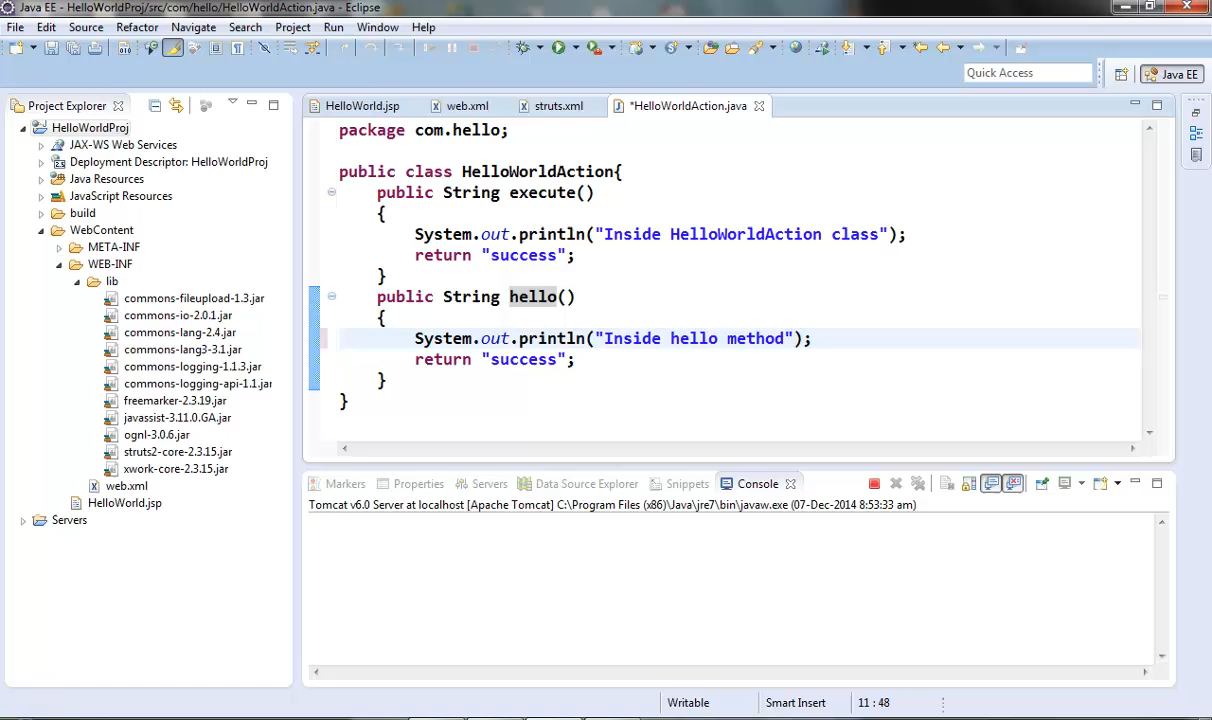 Java EE - HelloWorldProj/src/com/hello/HelloWorldAction.java - Eclipse
File Edit Source Refactor Navigate Search Project Run Window Help
Quick Access
Java EE
Project Explorer
HelloWorldProj
JAX-WS Web Services
Deployment Descriptor: HelloWorldProj
Java Resources
JavaScript Resources
build
WebContent
META-INF
WEB-INF
lib
commons-fileupload-1.3.jar
commons-io-2.0.1.jar
commons-lang-2.4.jar
commons-lang3-3.1.jar
commons-logging-1.1.3.jar
commons-logging-api-1.1.jar
freemarker-2.3.19.jar
javassist-3.11.0.GA.jar
ognl-3.0.6.jar
struts2-core-2.3.15.jar
xwork-core-2.3.15.jar
web.xml
HelloWorld.jsp
Servers
HelloWorld.jsp web.xml struts.xml *HelloWorldAction.java
package com.hello;
public class HelloWorldAction{
public String execute()
{
System.out.println("Inside HelloWorldAction class");
return "success";
}
public String hello()
{
System.out.println("Inside hello method");
return "success";
}
}
Markers Properties Servers Data Source Explorer Snippets Console
Tomcat v6.0 Server at localhost [Apache Tomcat] C:\Program Files (x86)\Java\jre7\bin\javaw.exe (07-Dec-2014 8:53:33 am)
Writable Smart Insert 11 : 48